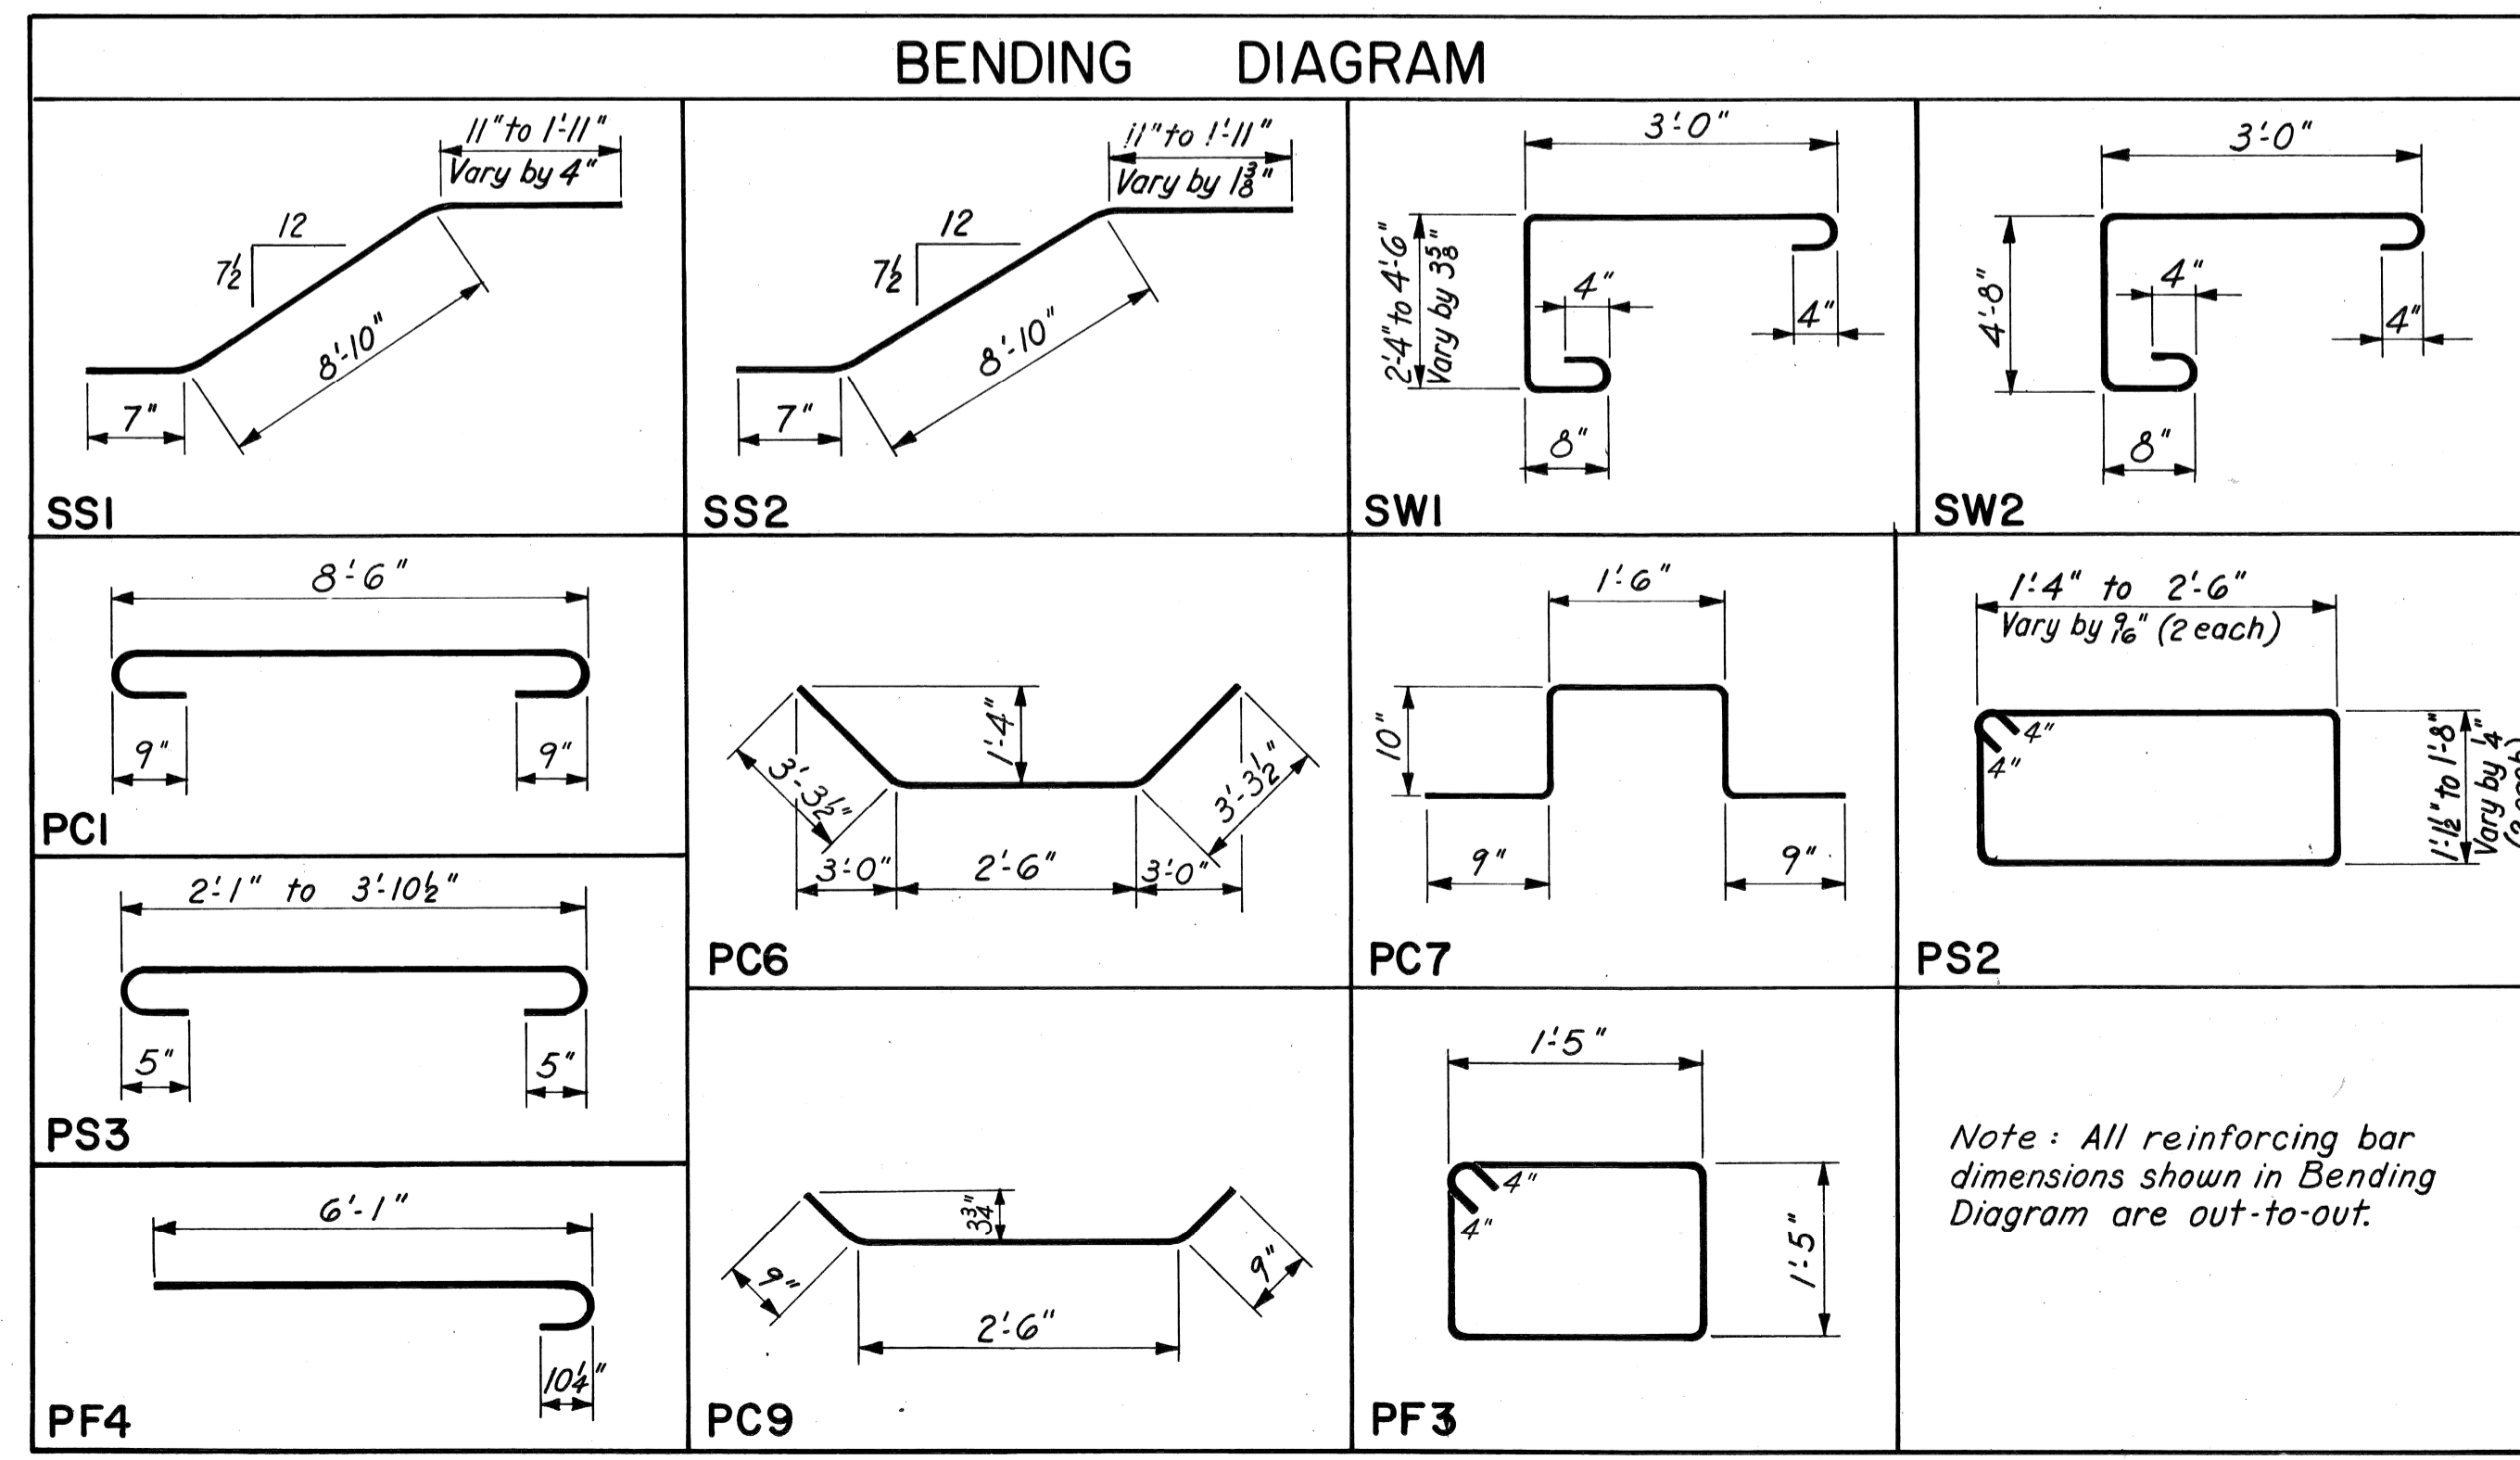 BENDING DIAGRAM
11" to 1'-11"
Vary by 4"
12
7½
8'-10"
7"
SS1
11" to 1'-11"
Vary by 1⅜"
12
7½
8'-10"
7"
SS2
3'-0"
2'-4" to 4'-6"
Vary by 3⅝"
4"
4"
8"
SW1
3'-0"
4'-8"
4"
4"
8"
SW2
8'-6"
9"
9"
PC1
1'-4"
3'-3½"
3'-3½"
3'-0"
2'-6"
3'-0"
PC6
1'-6"
10"
9"
9"
PC7
1'-4" to 2'-6"
Vary by 9/16" (2 each)
4"
4"
1'-1½" to 1'-8"
Vary by ¼"
PS2
2'-1" to 3'-10½"
5"
5"
PS3
6'-1"
10¼"
PF4
3¾"
9"
9"
2'-6"
PC9
1'-5"
4"
4"
1'-5"
PF3
Note: All reinforcing bar
dimensions shown in Bending
Diagram are out-to-out.